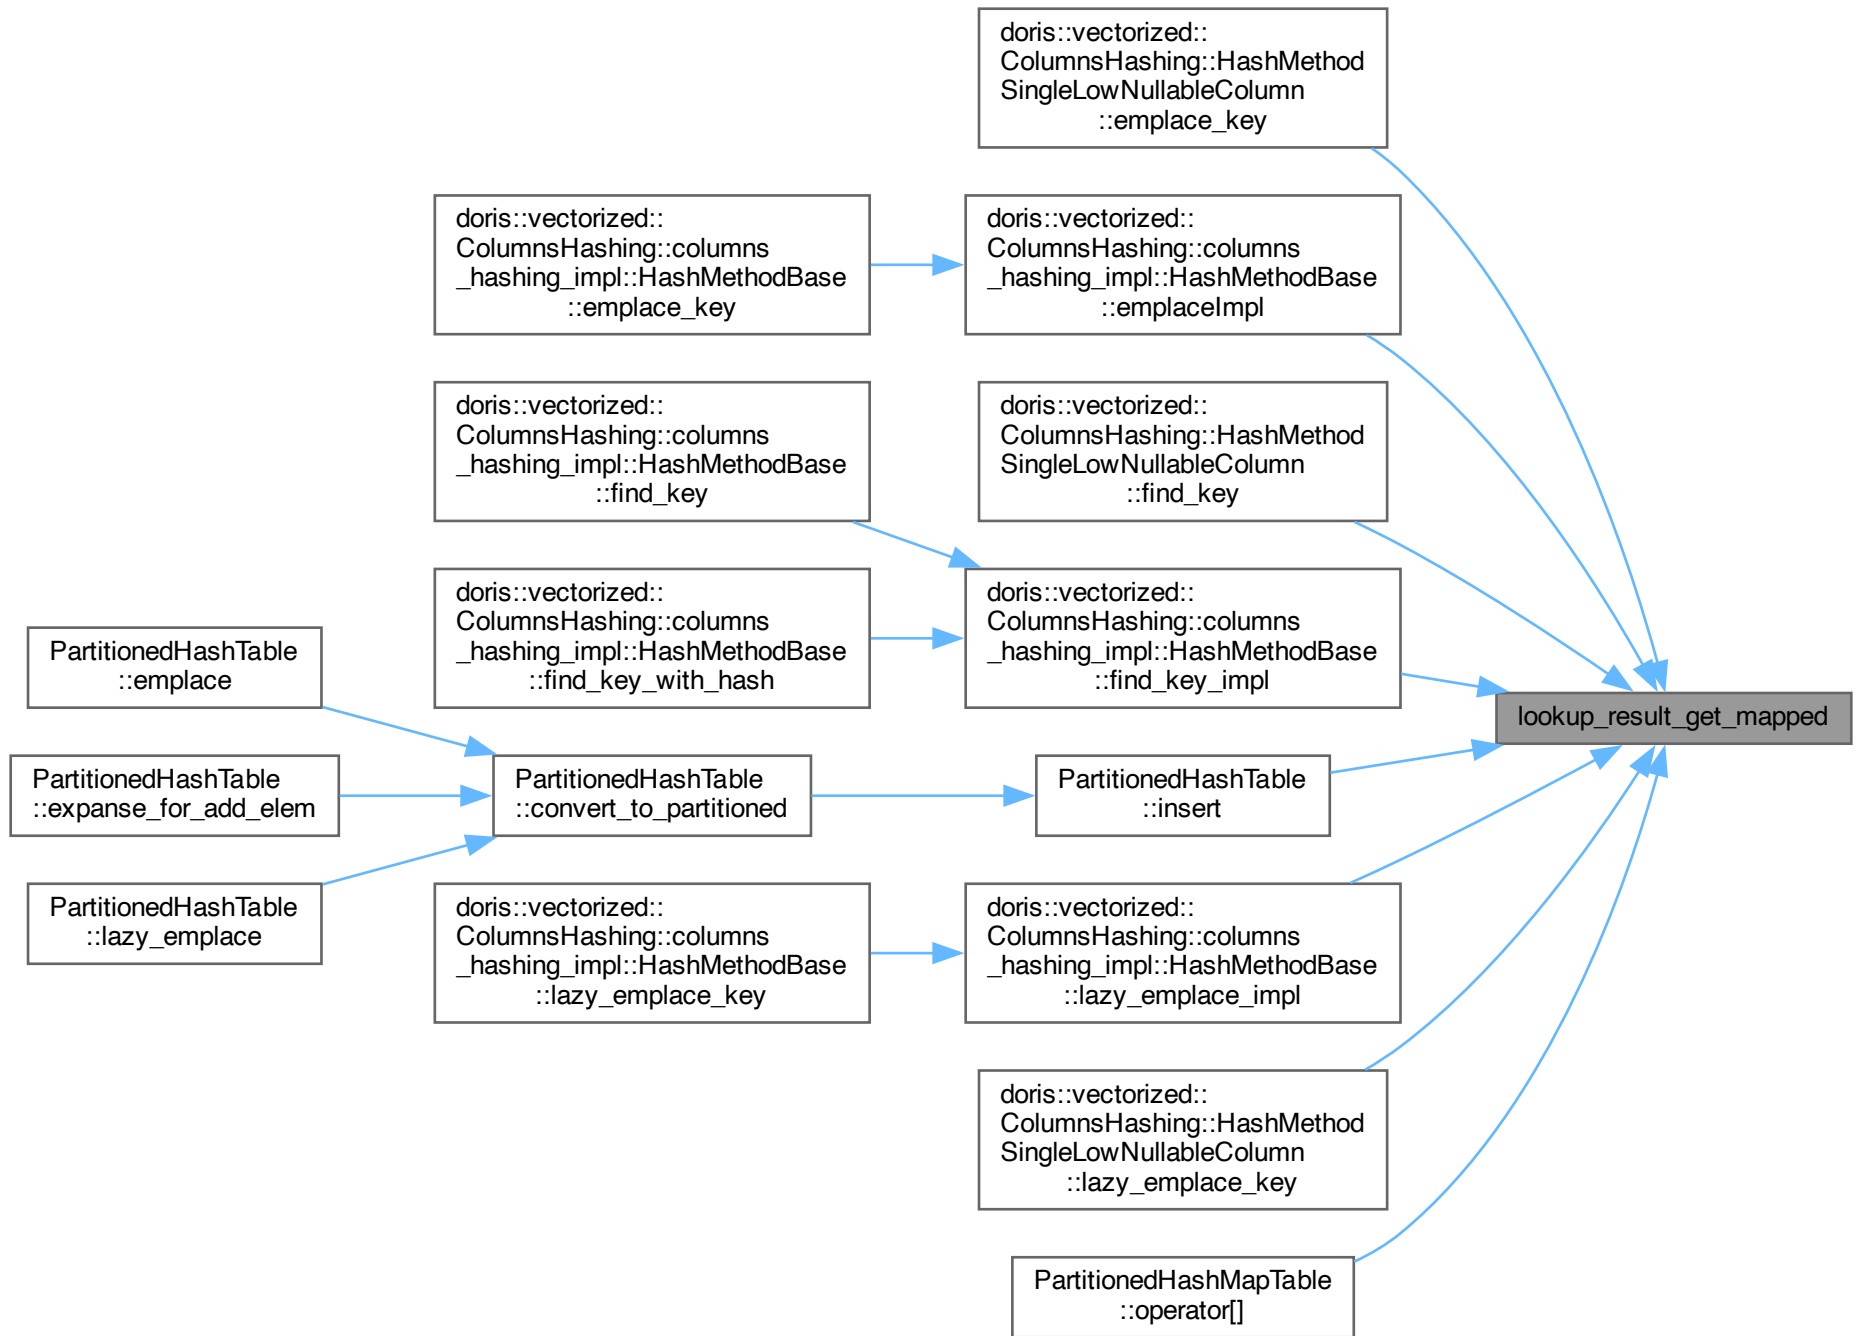 doris::vectorized::
ColumnsHashing::HashMethod
SingleLowNullableColumn
::emplace_key
doris::vectorized::
ColumnsHashing::columns
_hashing_impl::HashMethodBase
::emplace_key
doris::vectorized::
ColumnsHashing::columns
_hashing_impl::HashMethodBase
::emplaceImpl
doris::vectorized::
ColumnsHashing::columns
_hashing_impl::HashMethodBase
::find_key
doris::vectorized::
ColumnsHashing::HashMethod
SingleLowNullableColumn
::find_key
doris::vectorized::
ColumnsHashing::columns
_hashing_impl::HashMethodBase
::find_key_with_hash
doris::vectorized::
ColumnsHashing::columns
_hashing_impl::HashMethodBase
::find_key_impl
lookup_result_get_mapped
PartitionedHashTable
::emplace
PartitionedHashTable
::expanse_for_add_elem
PartitionedHashTable
::convert_to_partitioned
PartitionedHashTable
::insert
PartitionedHashTable
::lazy_emplace
doris::vectorized::
ColumnsHashing::columns
_hashing_impl::HashMethodBase
::lazy_emplace_key
doris::vectorized::
ColumnsHashing::columns
_hashing_impl::HashMethodBase
::lazy_emplace_impl
doris::vectorized::
ColumnsHashing::HashMethod
SingleLowNullableColumn
::lazy_emplace_key
PartitionedHashMapTable
::operator[]